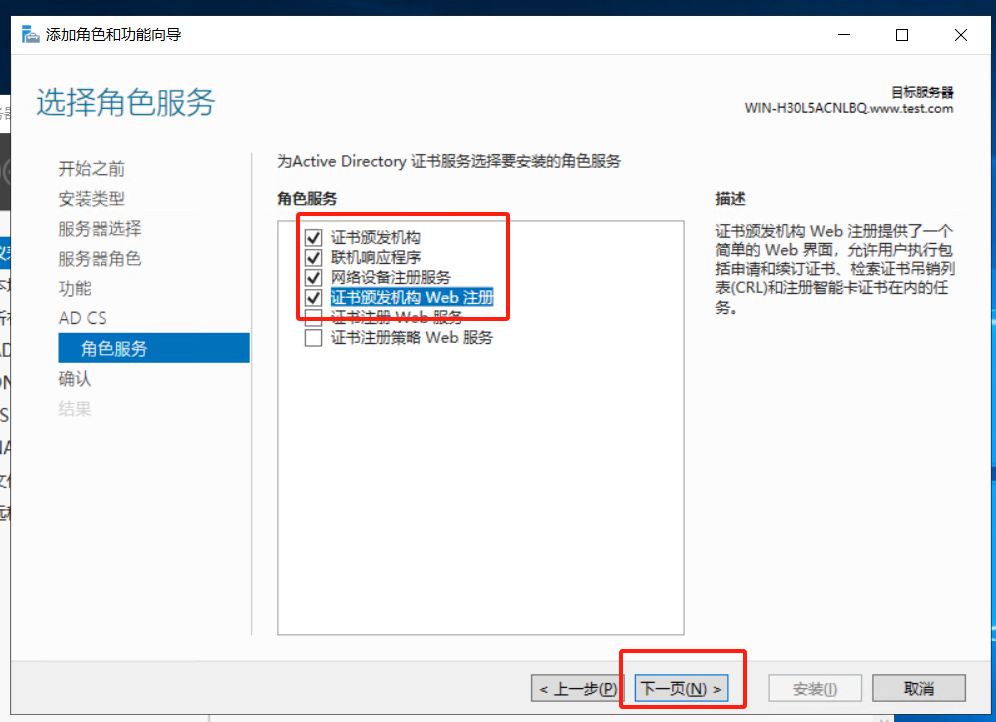 添加角色和功能向导
选择角色服务
目标服务器
WIN-H30L5ACNLBQ.www.test.com
开始之前
安装类型
服务器选择
服务器角色
功能
AD CS
角色服务
确认
结果
为Active Directory 证书服务选择要安装的角色服务
角色服务
证书颁发机构
联机响应程序
网络设备注册服务
证书颁发机构 Web 注册
证书注册 Web 服务
证书注册策略 Web 服务
描述
证书颁发机构 Web 注册提供了一个
简单的 Web 界面，允许用户执行包
括申请和续订证书、检索证书吊销列
表(CRL)和注册智能卡证书在内的任
务。
< 上一步(P)
下一页(N) >
安装(I)
取消